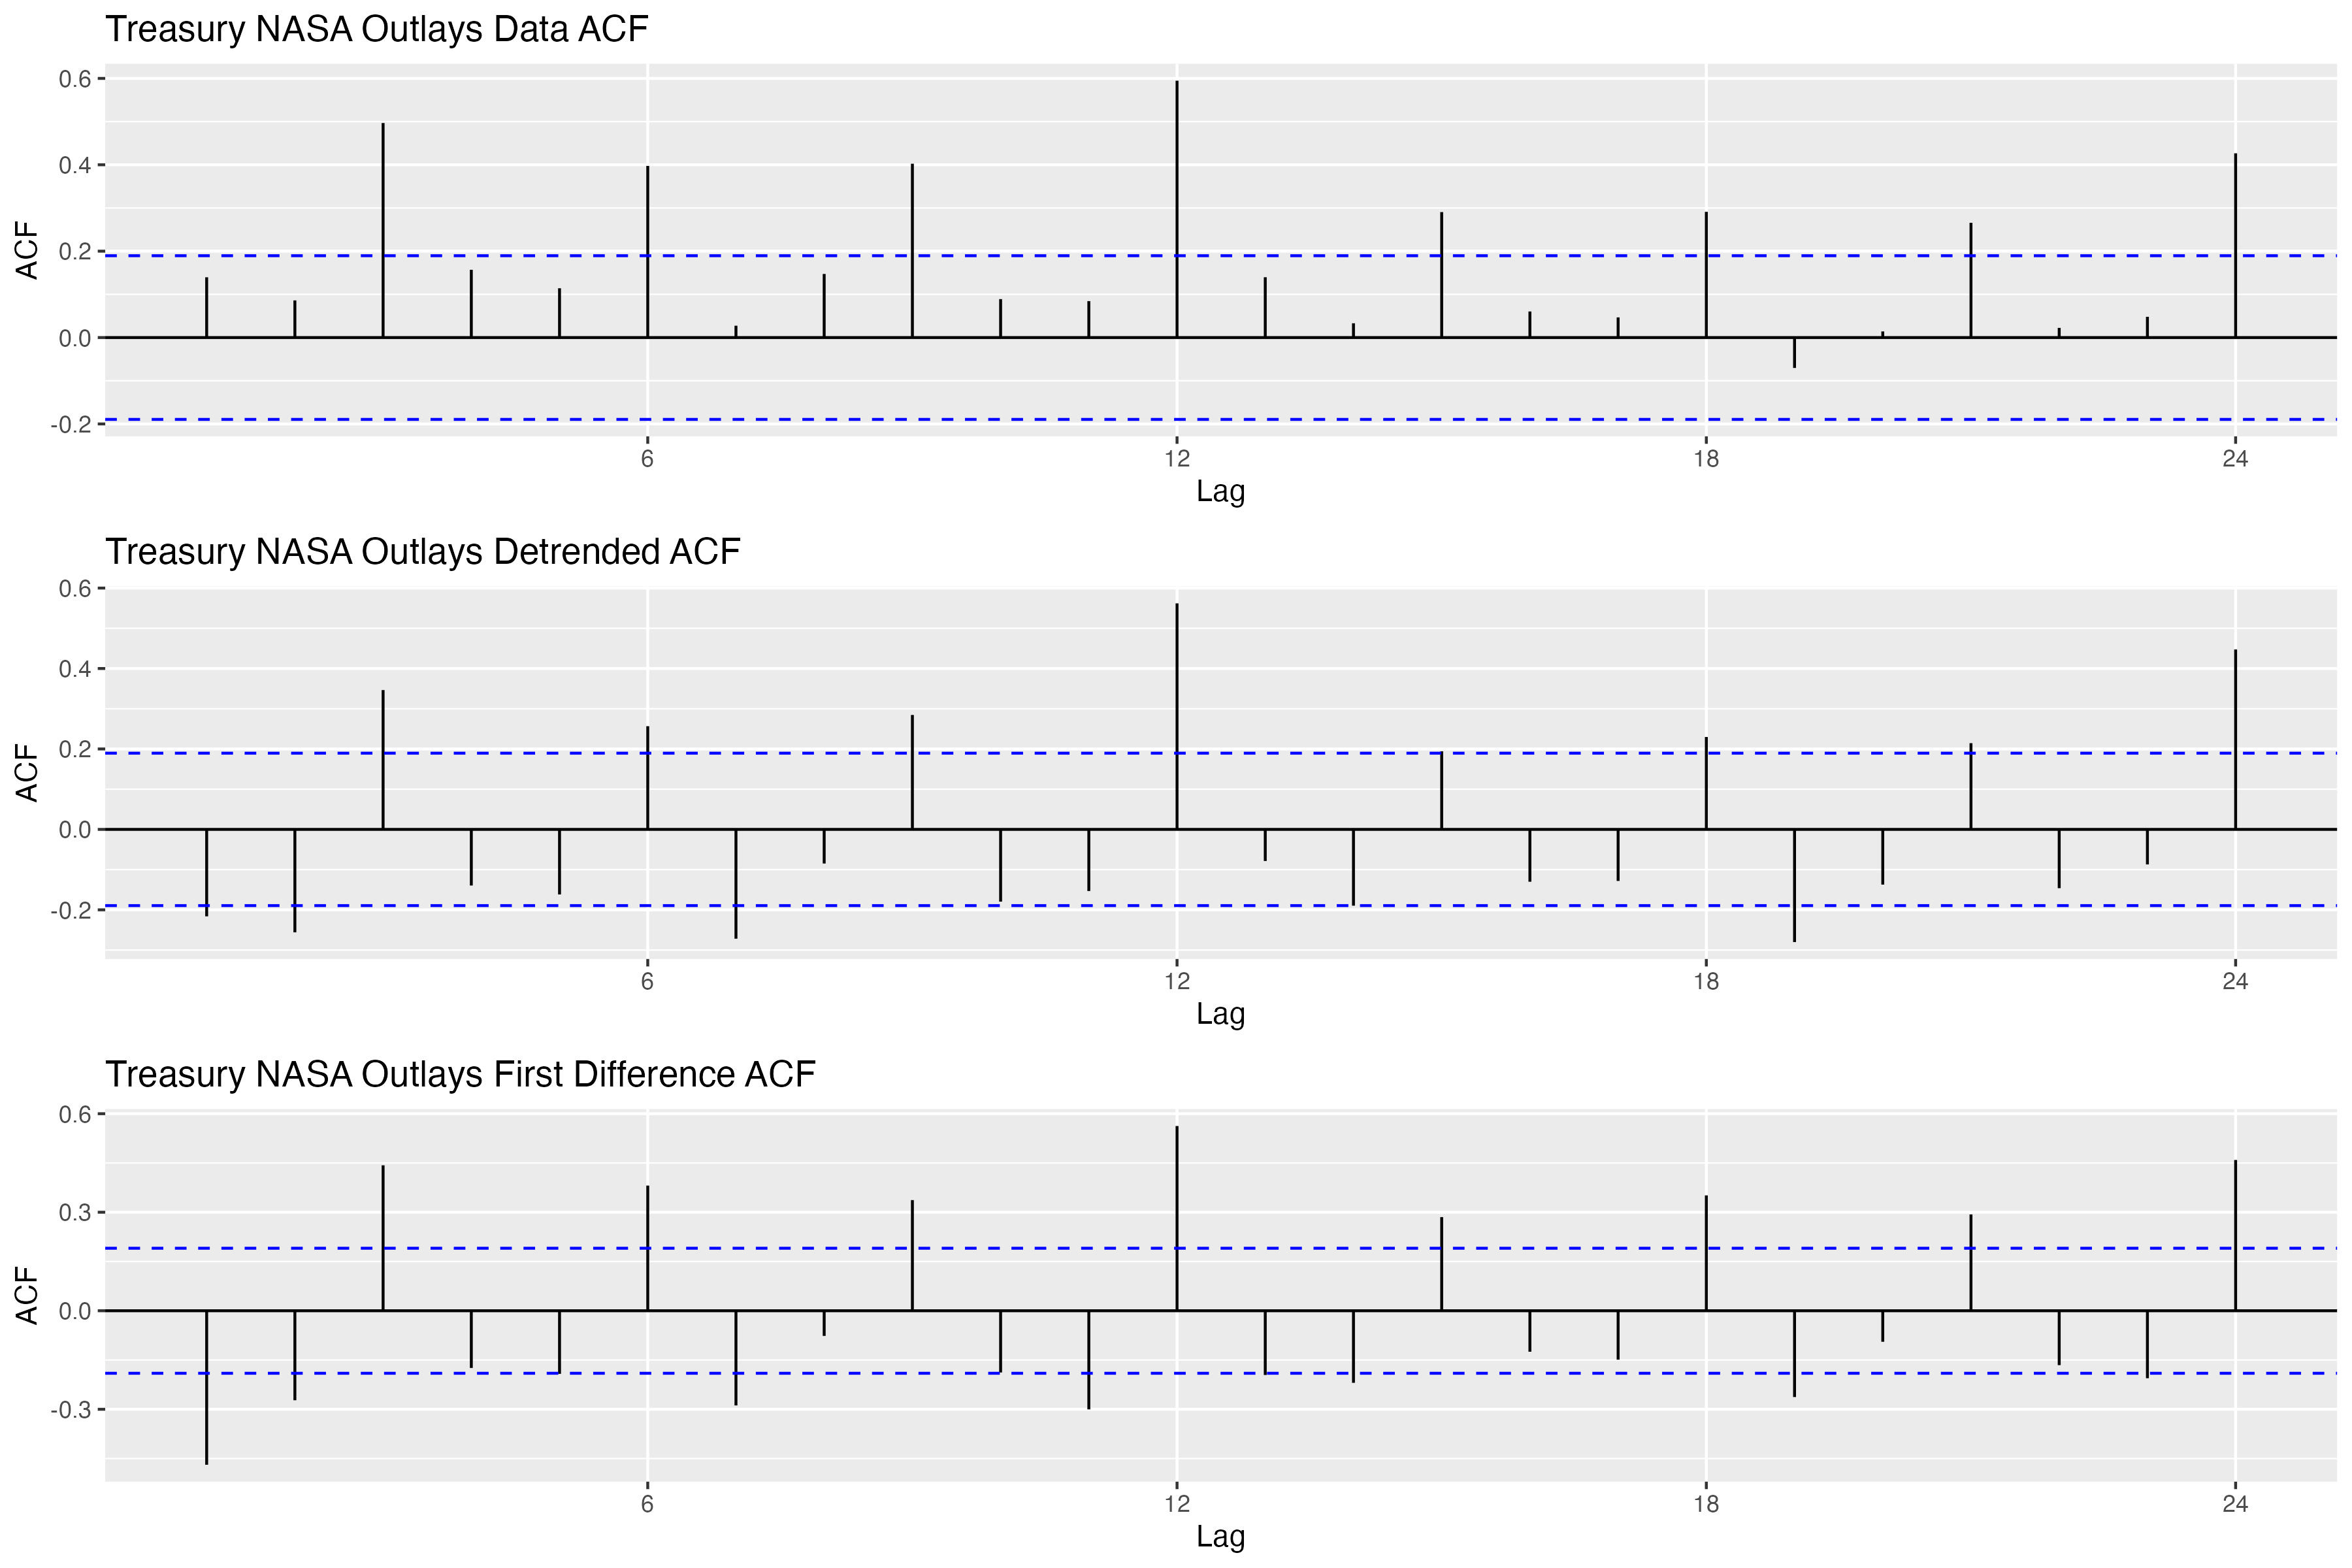 Treasury NASA Outlays Data ACF
0.6
0.4
0.2
0.0
-0.2
ACF
6 12 18 24
Lag
Treasury NASA Outlays Detrended ACF
0.6
0.4
0.2
0.0
-0.2
ACF
6 12 18 24
Lag
Treasury NASA Outlays First Difference ACF
0.6
0.3
0.0
-0.3
ACF
6 12 18 24
Lag